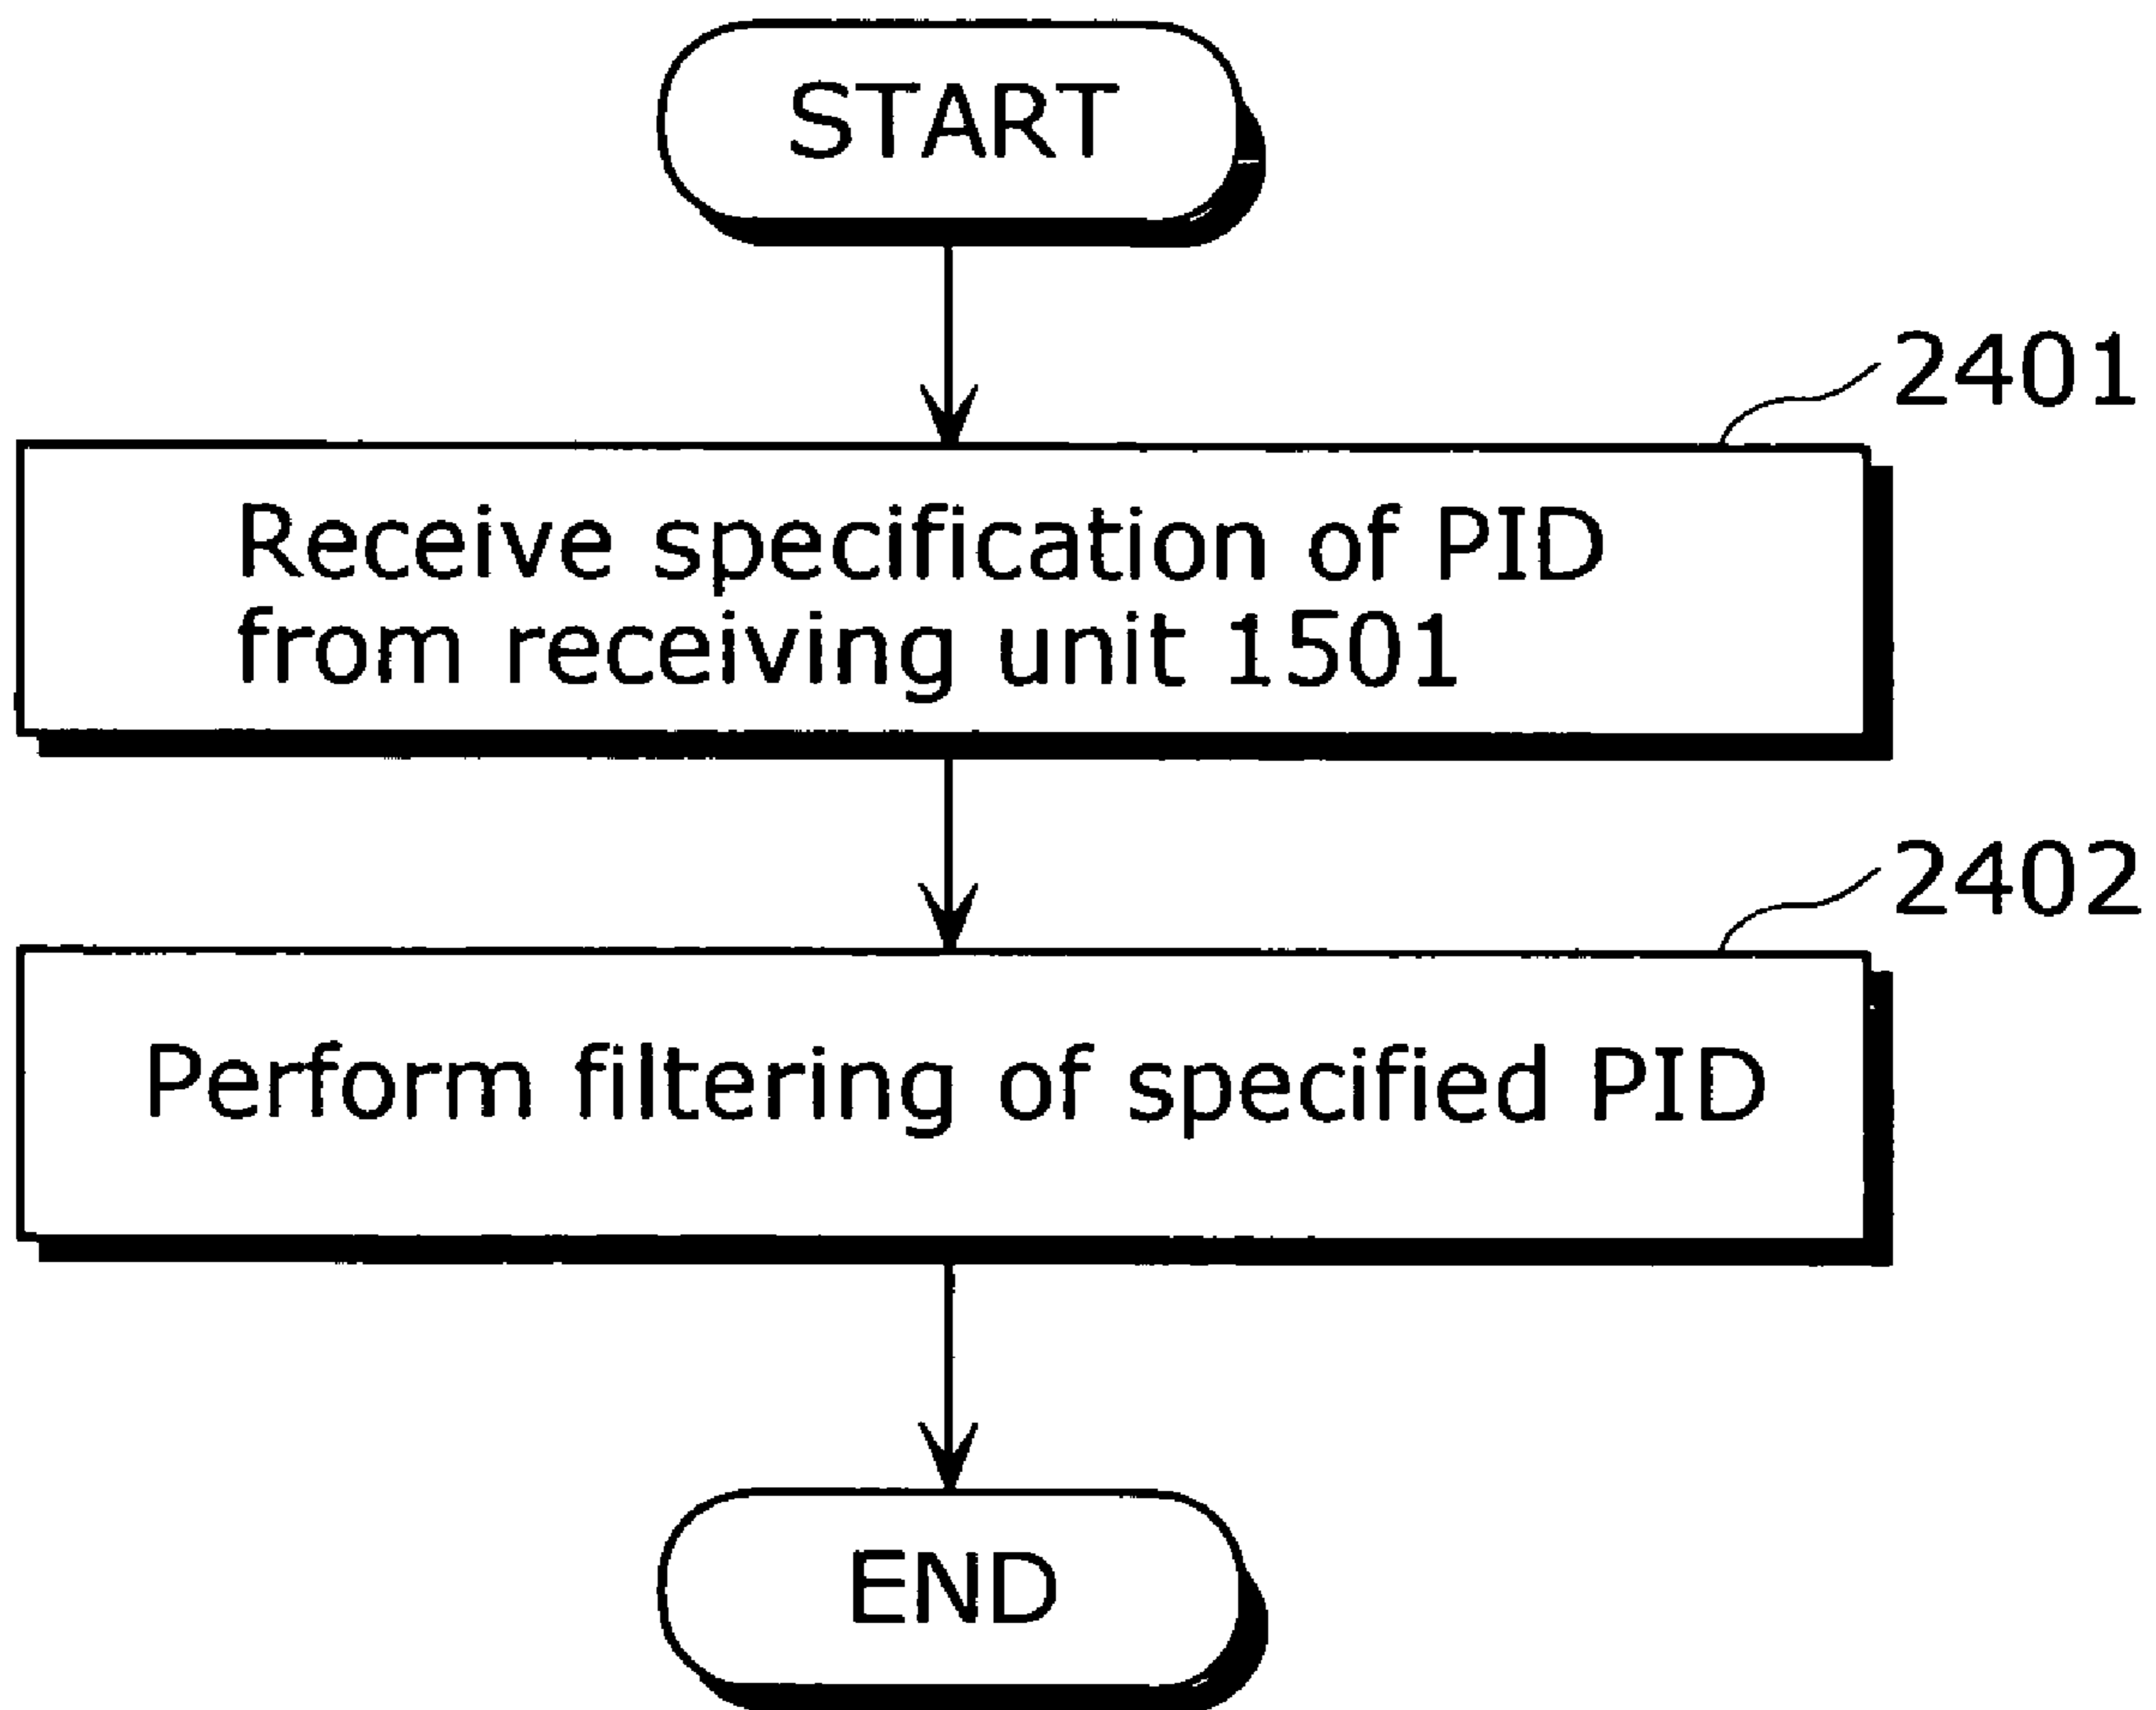 START
2401
Receive specification of PID
from receiving unit 1501
2402
Perform filtering of specified PID
END